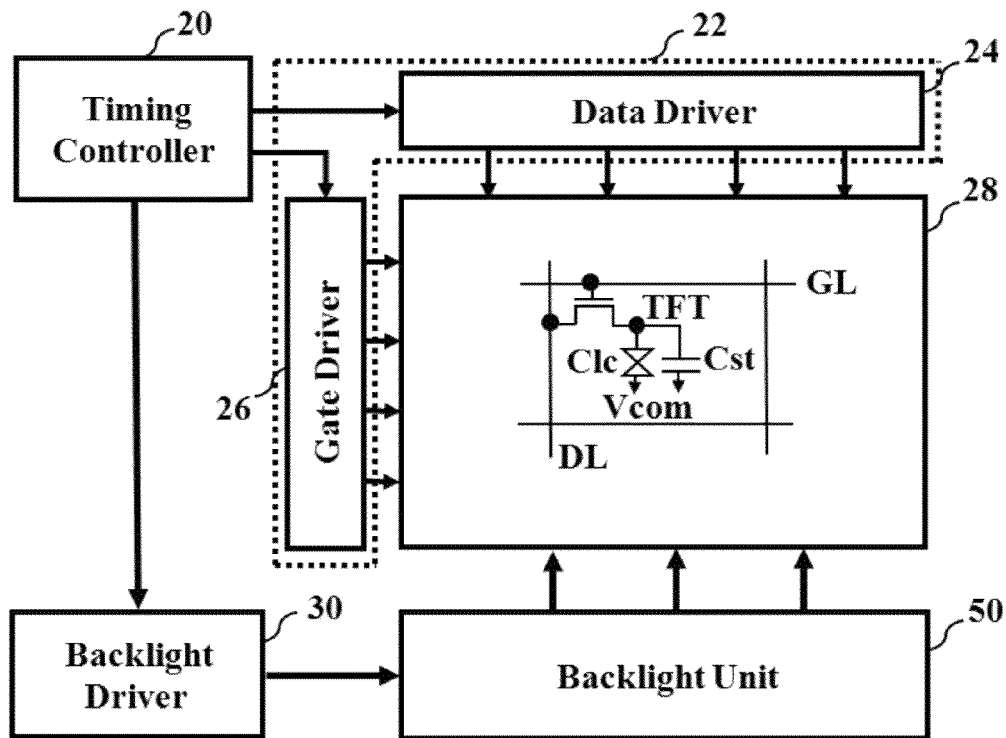 20
22
24
Timing
Controller
Data Driver
28
Gate Driver
26
GL
TFT
Clc
Cst
Vcom
DL
30
50
Backlight
Driver
Backlight Unit